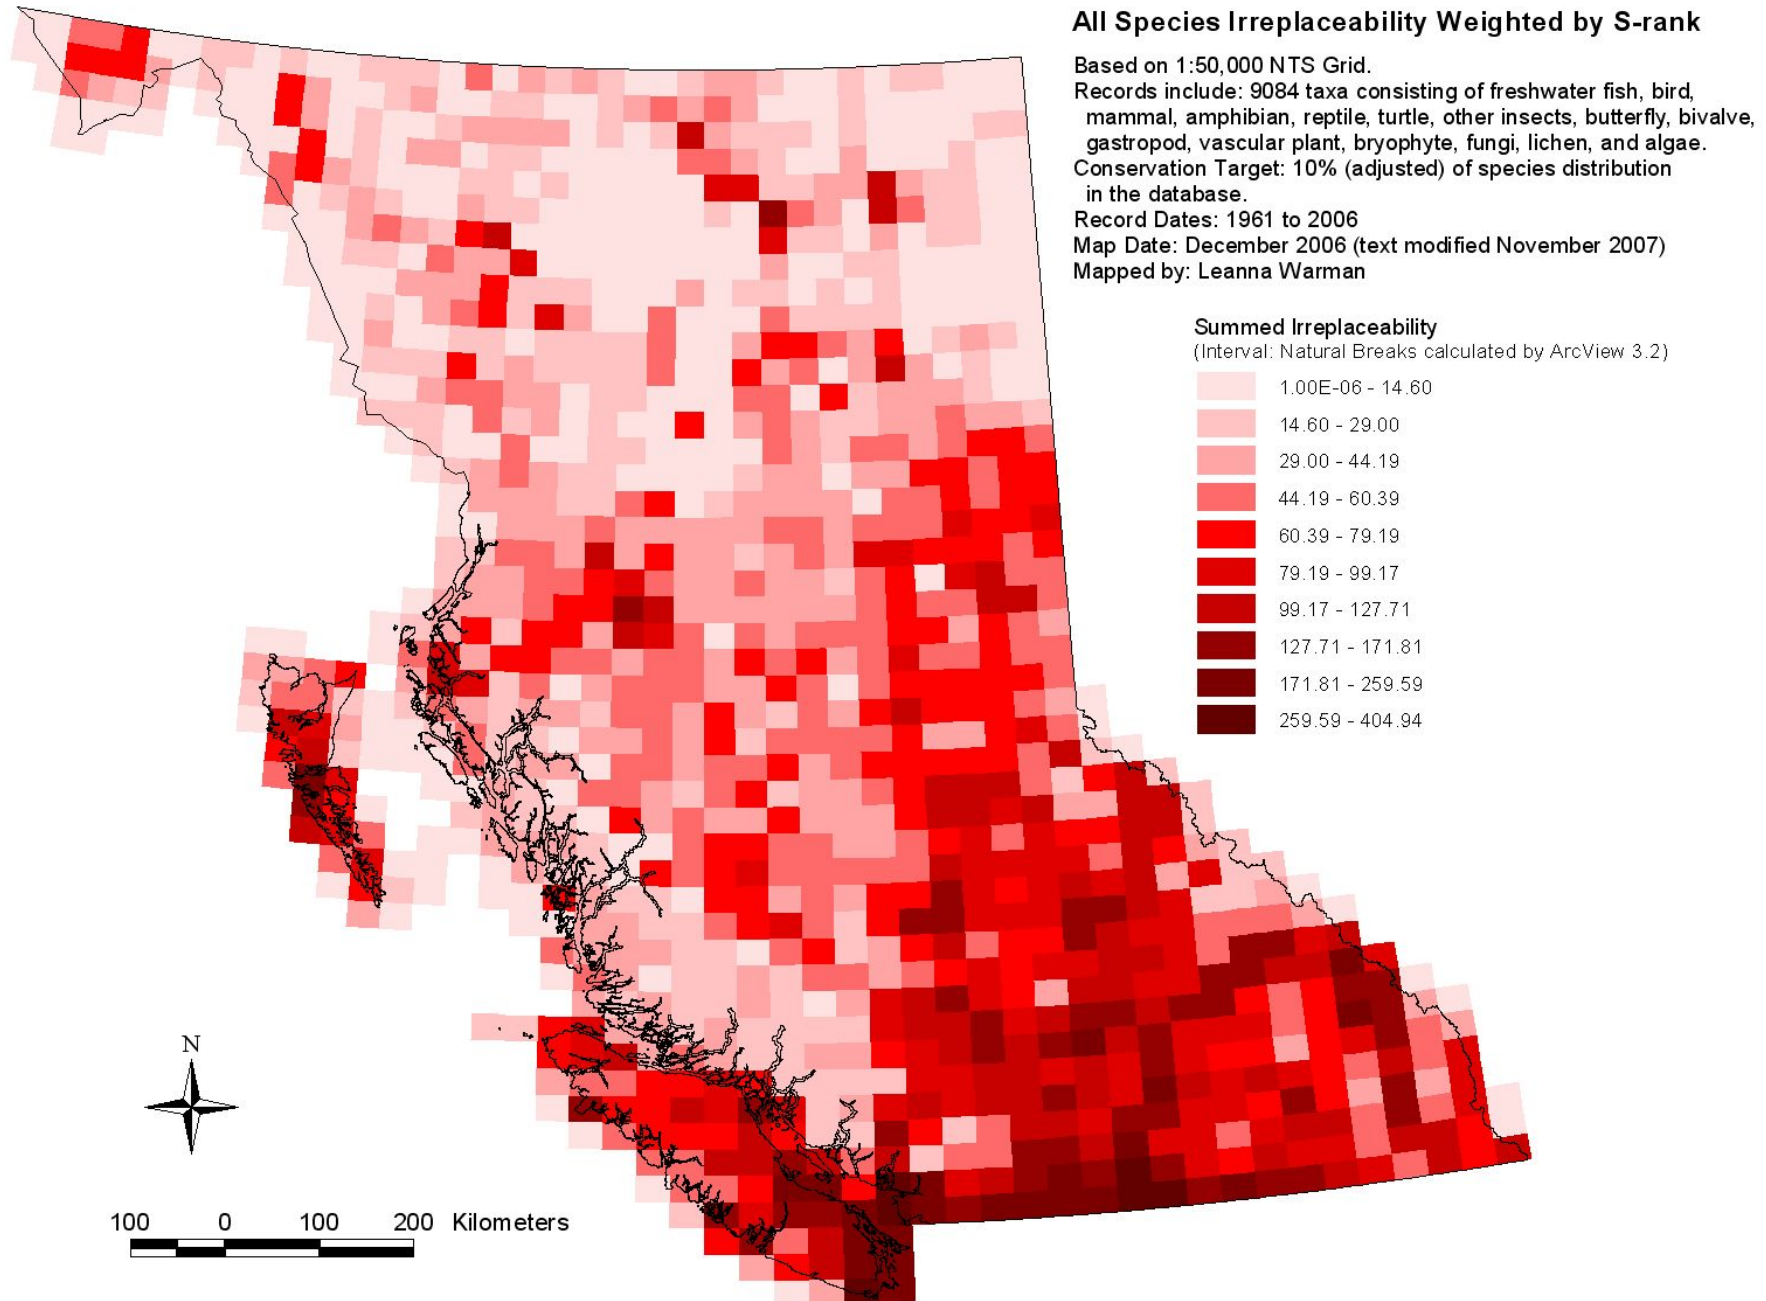 All Species Irreplaceability Weighted by S-rank
Based on 1:50,000 NTS Grid.
Records include: 9084 taxa consisting of freshwater fish, bird,
mammal, amphibian, reptile, turtle, other insects, butterfly, bivalve,
gastropod, vascular plant, bryophyte, fungi, lichen, and algae.
Conservation Target: 10% (adjusted) of species distribution
in the database.
Record Dates: 1961 to 2006
Map Date: December 2006 (text modified November 2007)
Mapped by: Leanna Warman
Summed Irreplaceability
(Interval: Natural Breaks calculated by ArcView 3.2)
1.00E-06 - 14.60
14.60 - 29.00
29.00 - 44.19
44.19 - 60.39
60.39 - 79.19
79.19 - 99.17
99.17 - 127.71
127.71 - 171.81
171.81 - 259.59
259.59 - 404.94
N
100 0 100 200 Kilometers